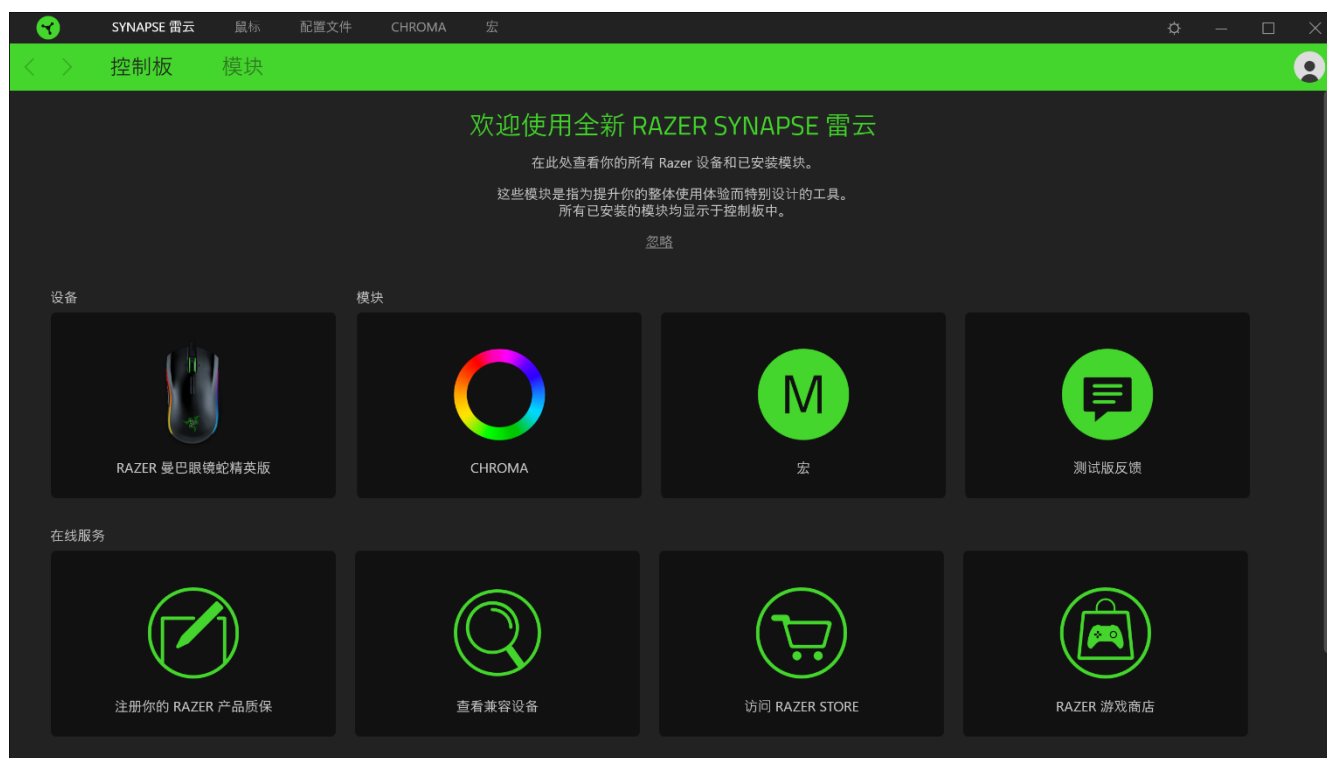 SYNAPSE 雷云 鼠标 配置文件 CHROMA 宏
控制板 模块
欢迎使用全新 RAZER SYNAPSE 雷云
在此处查看你的所有 Razer 设备和已安装模块。
这些模块是指为提升你的整体使用体验而特别设计的工具。
所有已安装的模块均显示于控制板中。
忽略
设备 模块
M
RAZER 曼巴眼镜蛇精英版 CHROMA 宏 测试版反馈
在线服务
注册你的 RAZER 产品质保 查看兼容设备 访问 RAZER STORE RAZER 游戏商店